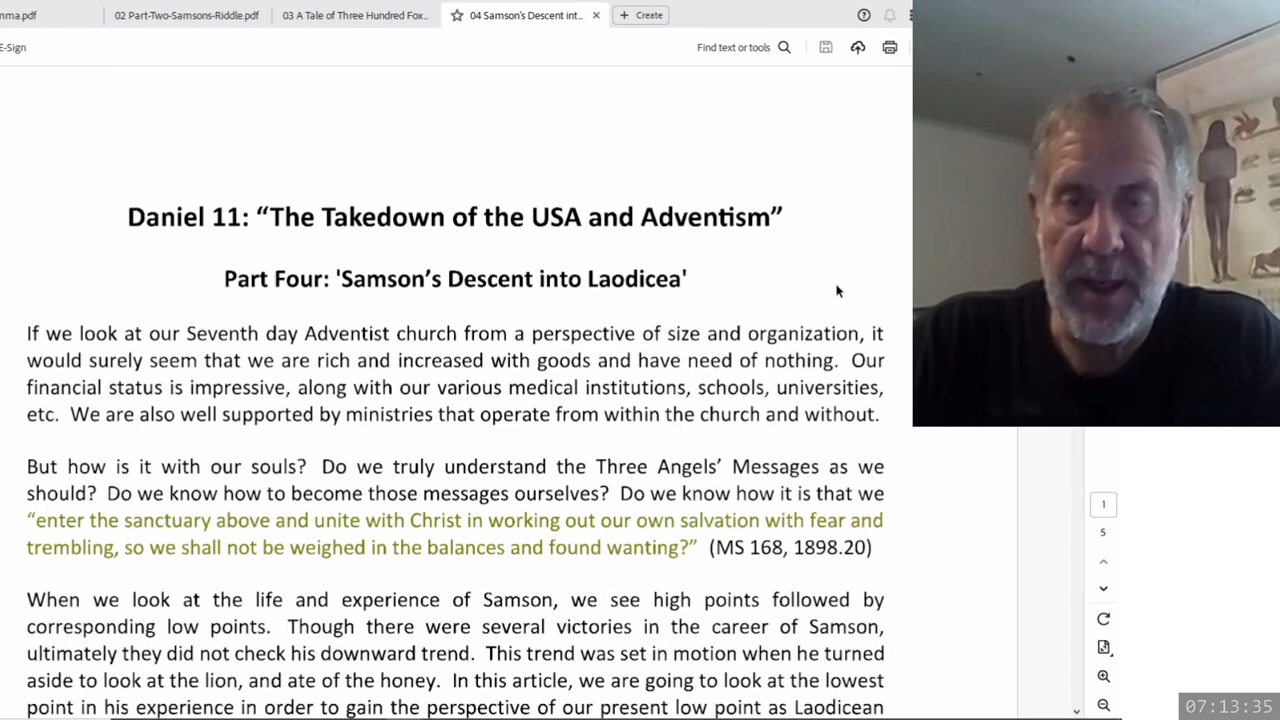 mma.pdf
02 Part-Two-Samsons-Riddle.pdf
03 A Tale of Three Hundred Fox...
04 Samson's Descent int...
Create
E-Sign
Find text or tools
Daniel 11: “The Takedown of the USA and Adventism”
Part Four: 'Samson’s Descent into Laodicea'
If we look at our Seventh day Adventist church from a perspective of size and organization, it
would surely seem that we are rich and increased with goods and have need of nothing. Our
financial status is impressive, along with our various medical institutions, schools, universities,
etc. We are also well supported by ministries that operate from within the church and without.
But how is it with our souls? Do we truly understand the Three Angels’ Messages as we
should? Do we know how to become those messages ourselves? Do we know how it is that we
“enter the sanctuary above and unite with Christ in working out our own salvation with fear and
trembling, so we shall not be weighed in the balances and found wanting?” (MS 168, 1898.20)
When we look at the life and experience of Samson, we see high points followed by
corresponding low points. Though there were several victories in the career of Samson,
ultimately they did not check his downward trend. This trend was set in motion when he turned
aside to look at the lion, and ate of the honey. In this article, we are going to look at the lowest
point in his experience in order to gain the perspective of our present low point as Laodicean
1
5
07:13:35